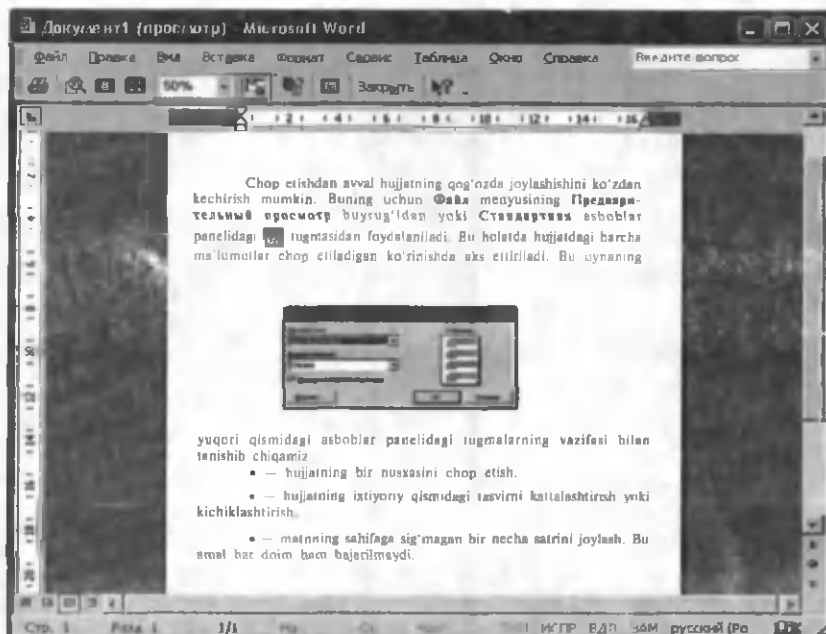 Документ1 (просмотр) - Microsoft Word
Файл Правка Вид Вставка Формат Сервис Таблица Окно Справка Введите вопрос
50% Закрыть
Chop etishdan avval hujjatning qog‘ozda joylashishini ko‘zdan
kechirish mumkin. Buning uchun Файл menyusining Предвари-
тельный просмотр buyrug‘idan yoki Стандартная asboblar
panelidagi tugmasidan foydalaniladi. Bu holatda hujjatdagi barcha
ma’lumotlar chop etiladigan ko‘rinishda aks ettiriladi. Bu oynaning
yuqori qismidagi asboblar panelidagi tugmalarning vazifasi bilan
tanishib chiqamiz
• — hujjatning bir nusxasini chop etish.
• — hujjatning ixtiyoriy qismidagi tasvirni kattalashtirosh yoki
kichiklashtirish.
• — matnning sahifaga sig‘magan bir necha satrini joylash. Bu
amal har doim ham bajarilmaydi.
Стр. 1 Разд 1 1/1 ИСПР ВДЛ ЗАМ русский (Ро